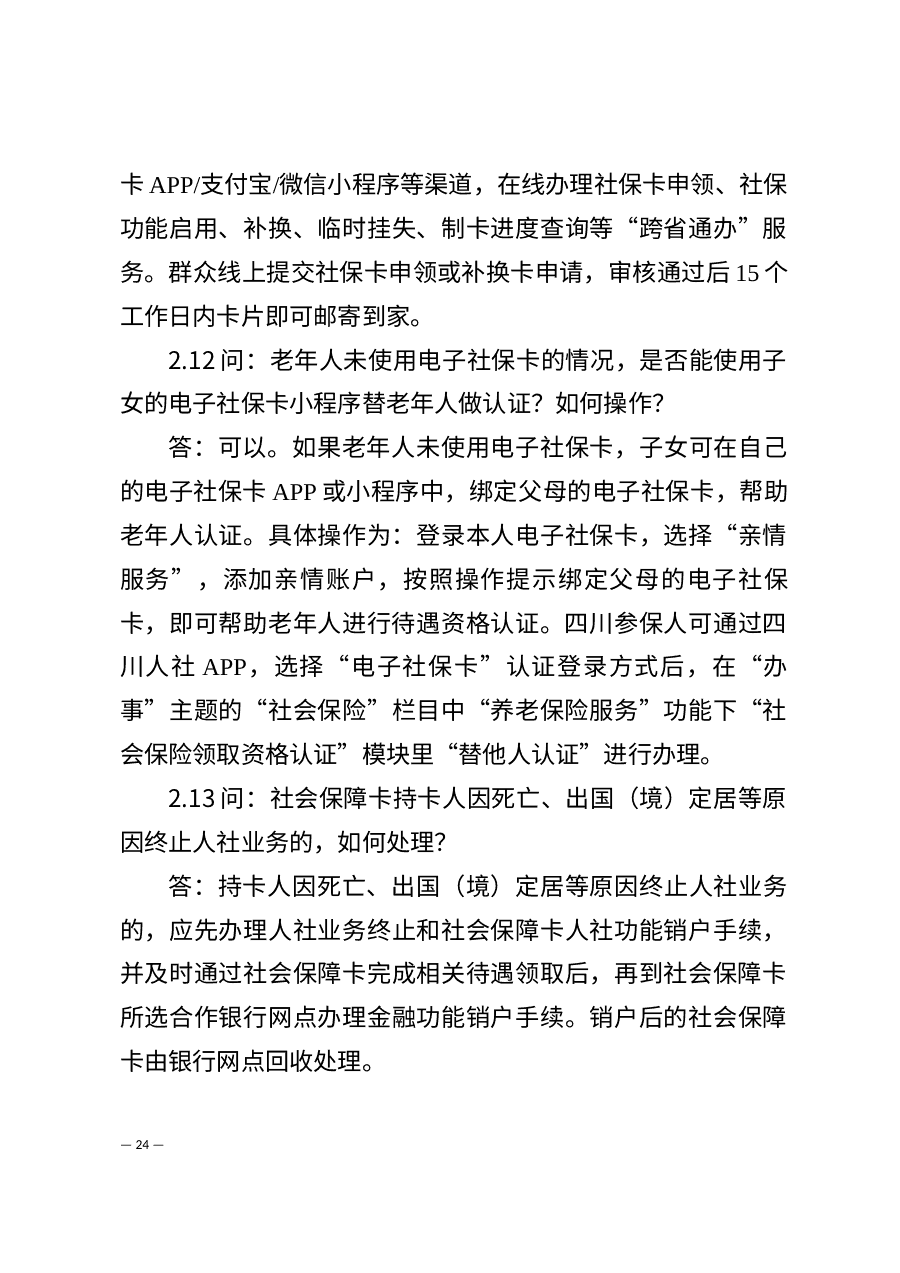 卡 APP/支付宝/微信小程序等渠道，在线办理社保卡申领、社保
功能启用、补换、临时挂失、制卡进度查询等“跨省通办”服
务。群众线上提交社保卡申领或补换卡申请，审核通过后 15 个
工作日内卡片即可邮寄到家。
2.12 问：老年人未使用电子社保卡的情况，是否能使用子
女的电子社保卡小程序替老年人做认证？如何操作？
答：可以。如果老年人未使用电子社保卡，子女可在自己
的电子社保卡 APP 或小程序中，绑定父母的电子社保卡，帮助
老年人认证。具体操作为：登录本人电子社保卡，选择“亲情
服务”，添加亲情账户，按照操作提示绑定父母的电子社保
卡，即可帮助老年人进行待遇资格认证。四川参保人可通过四
川人社 APP，选择“电子社保卡”认证登录方式后，在“办
事”主题的“社会保险”栏目中“养老保险服务”功能下“社
会保险领取资格认证”模块里“替他人认证”进行办理。
2.13 问：社会保障卡持卡人因死亡、出国（境）定居等原
因终止人社业务的，如何处理？
答：持卡人因死亡、出国（境）定居等原因终止人社业务
的，应先办理人社业务终止和社会保障卡人社功能销户手续，
并及时通过社会保障卡完成相关待遇领取后，再到社会保障卡
所选合作银行网点办理金融功能销户手续。销户后的社会保障
卡由银行网点回收处理。
— 24 —